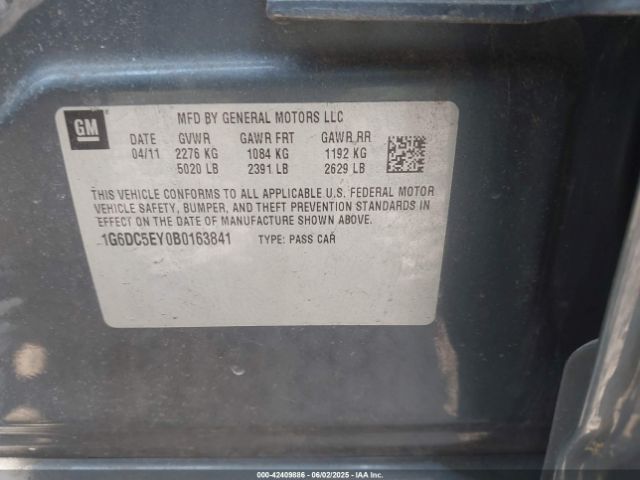 GM
MFD BY GENERAL MOTORS LLC
DATE GVWR GAWR FRT GAWR RR
04/11 2276 KG 1084 KG 1192 KG
5020 LB 2391 LB 2629 LB
THIS VEHICLE CONFORMS TO ALL APPLICABLE U.S. FEDERAL MOTOR
VEHICLE SAFETY, BUMPER, AND THEFT PREVENTION STANDARDS IN
EFFECT ON THE DATE OF MANUFACTURE SHOWN ABOVE.
1G6DC5EY0B0163841 TYPE: PASS CAR
000-42409886 - 06/02/2025 - IAAI.COM